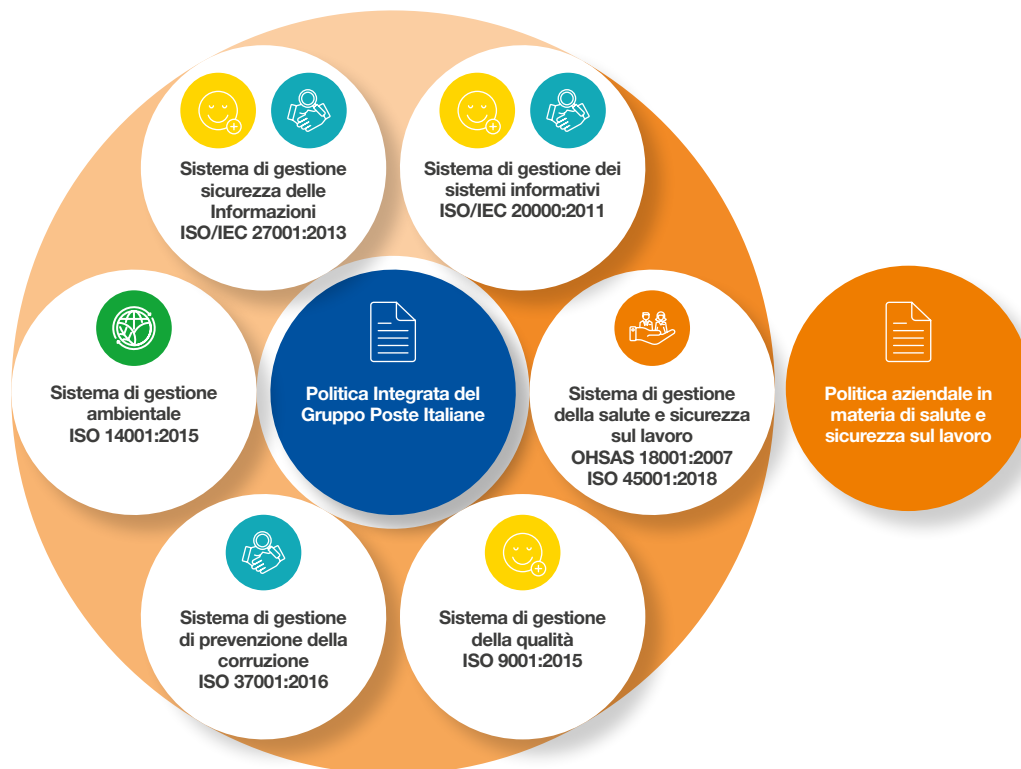 Sistema di gestione
sicurezza delle
Informazioni
ISO/IEC 27001:2013
Sistema di gestione dei
sistemi informativi
ISO/IEC 20000:2011
Sistema di gestione
ambientale
ISO 14001:2015
Politica Integrata del
Gruppo Poste Italiane
Sistema di gestione
della salute e sicurezza
sul lavoro
OHSAS 18001:2007
ISO 45001:2018
Politica aziendale in
materia di salute e
sicurezza sul lavoro
Sistema di gestione
di prevenzione della
corruzione
ISO 37001:2016
Sistema di gestione
della qualità
ISO 9001:2015